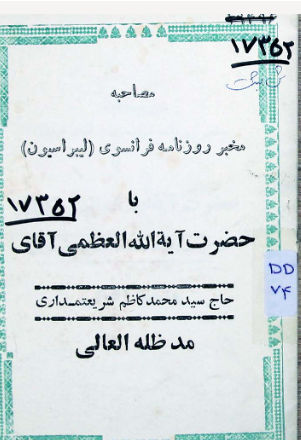 ۱۷۳۵۲
مصاحبه
مخبر روزنامه فرانسوی (لیبراسیون)
با
۱۷۳۵۲
حضرت آیة الله العظمی آقای
DD
۷۴
حاج سید محمد کاظم شریعتمداری
مد ظله العالی